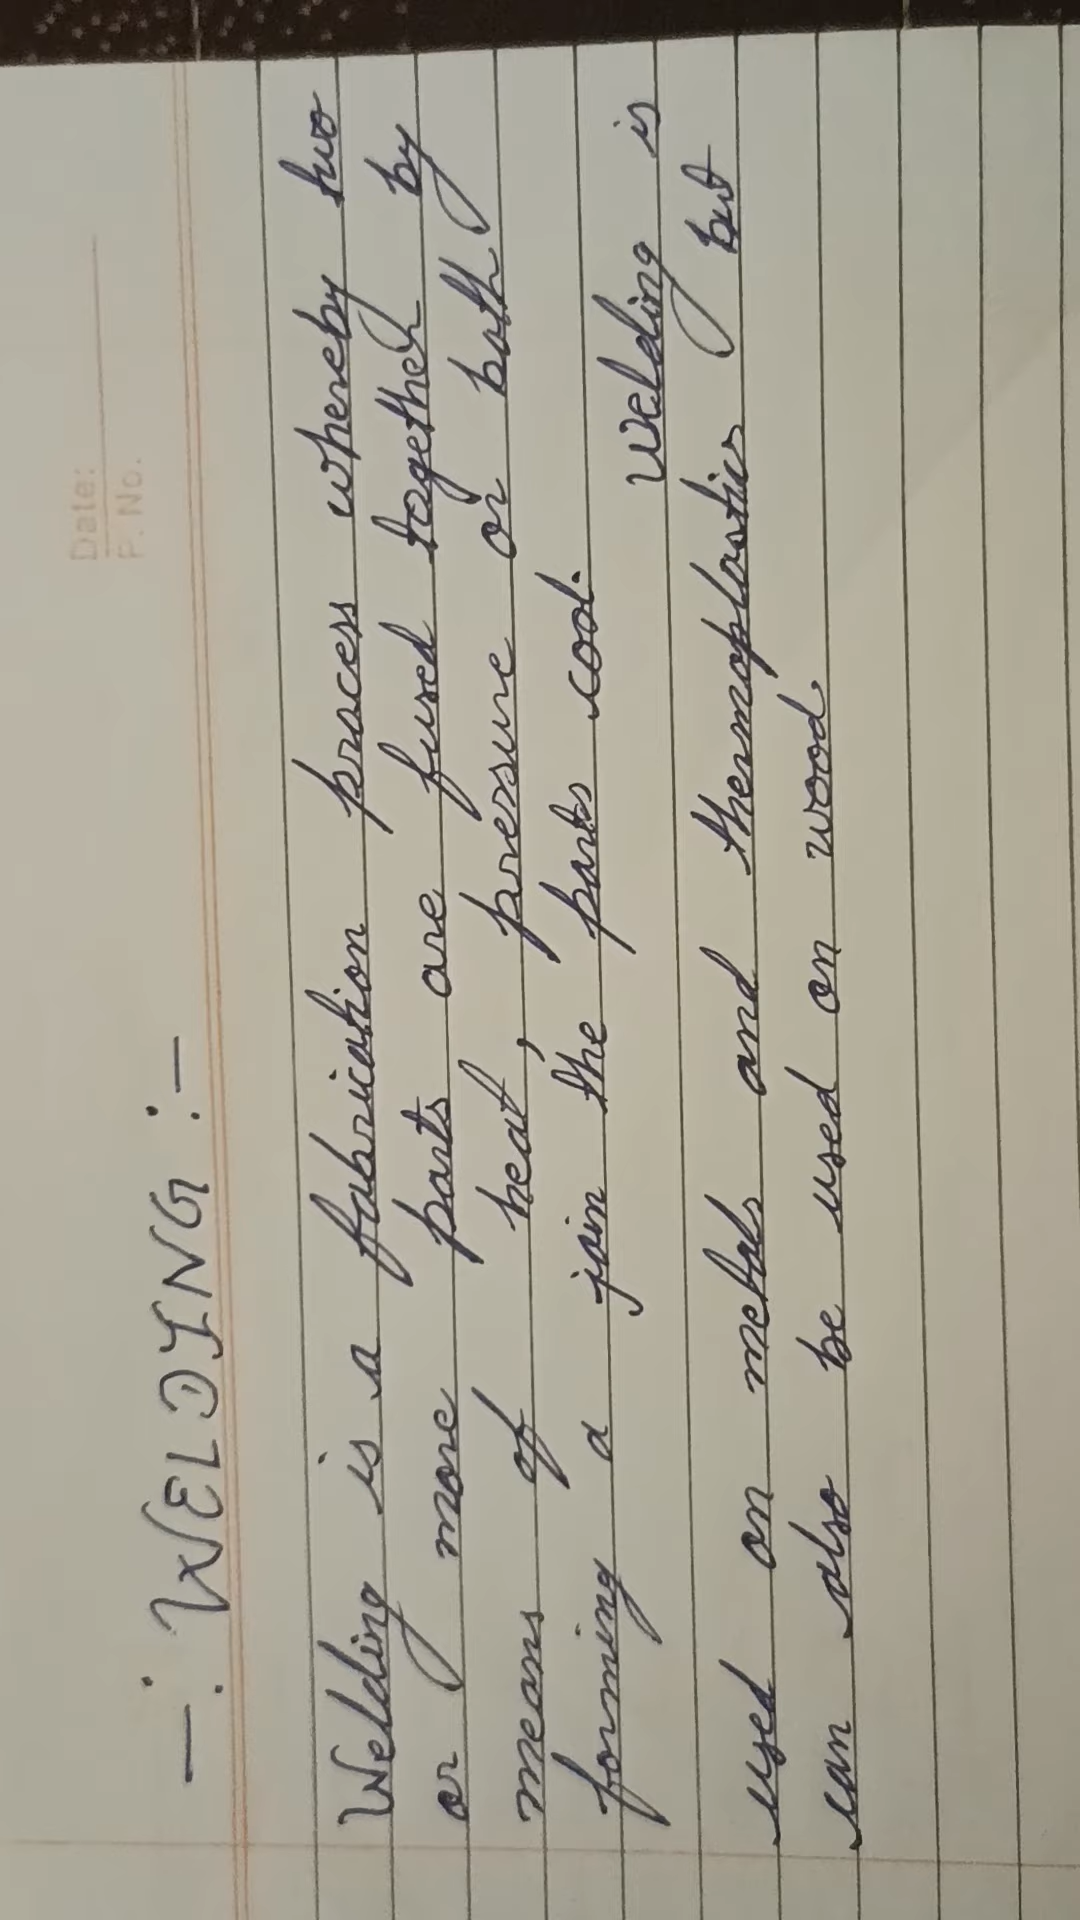 Date:
P. No.
—: WELDING :—
Welding is a fabrication process whereby two
or more parts are fused together by
means of heat, pressure or both
forming a join the parts cool.
Welding is
used on metals and thermoplastics but
can also be used on wood.